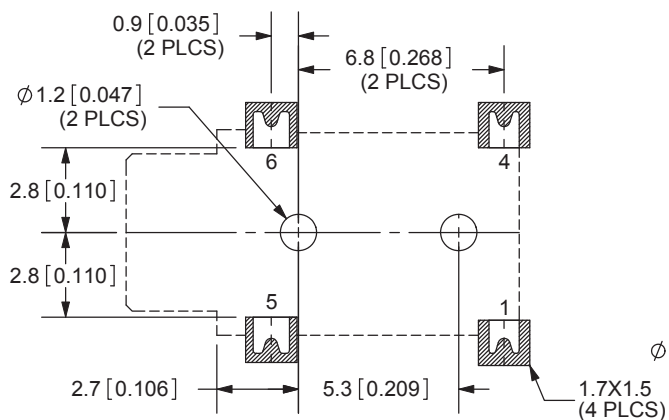 0.9 [0.035]
(2 PLCS)
6.8 [0.268]
(2 PLCS)
∅1.2 [0.047]
(2 PLCS)
6
4
2.8 [0.110]
2.8 [0.110]
5
1
∅
2.7 [0.106]
5.3 [0.209]
1.7X1.5
(4 PLCS)